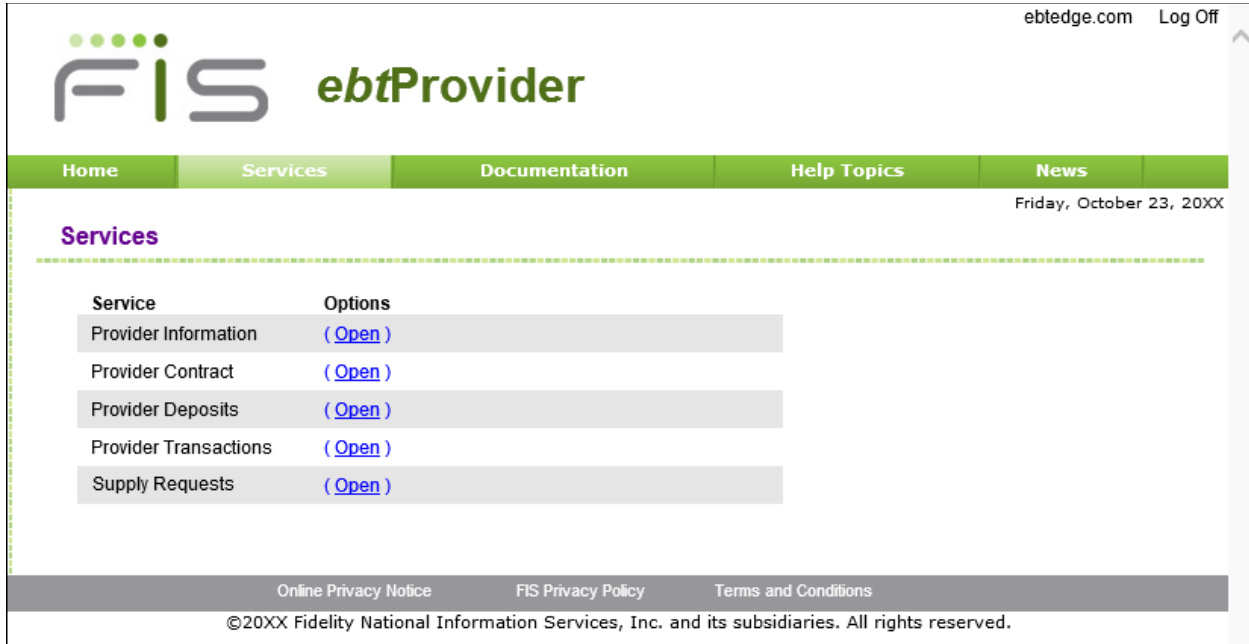 ebtedge.com Log Off
FIS ebtProvider
Home Services Documentation Help Topics News
Friday, October 23, 20XX
Services
Service Options
Provider Information ( Open )
Provider Contract ( Open )
Provider Deposits ( Open )
Provider Transactions ( Open )
Supply Requests ( Open )
Online Privacy Notice FIS Privacy Policy Terms and Conditions
©20XX Fidelity National Information Services, Inc. and its subsidiaries. All rights reserved.